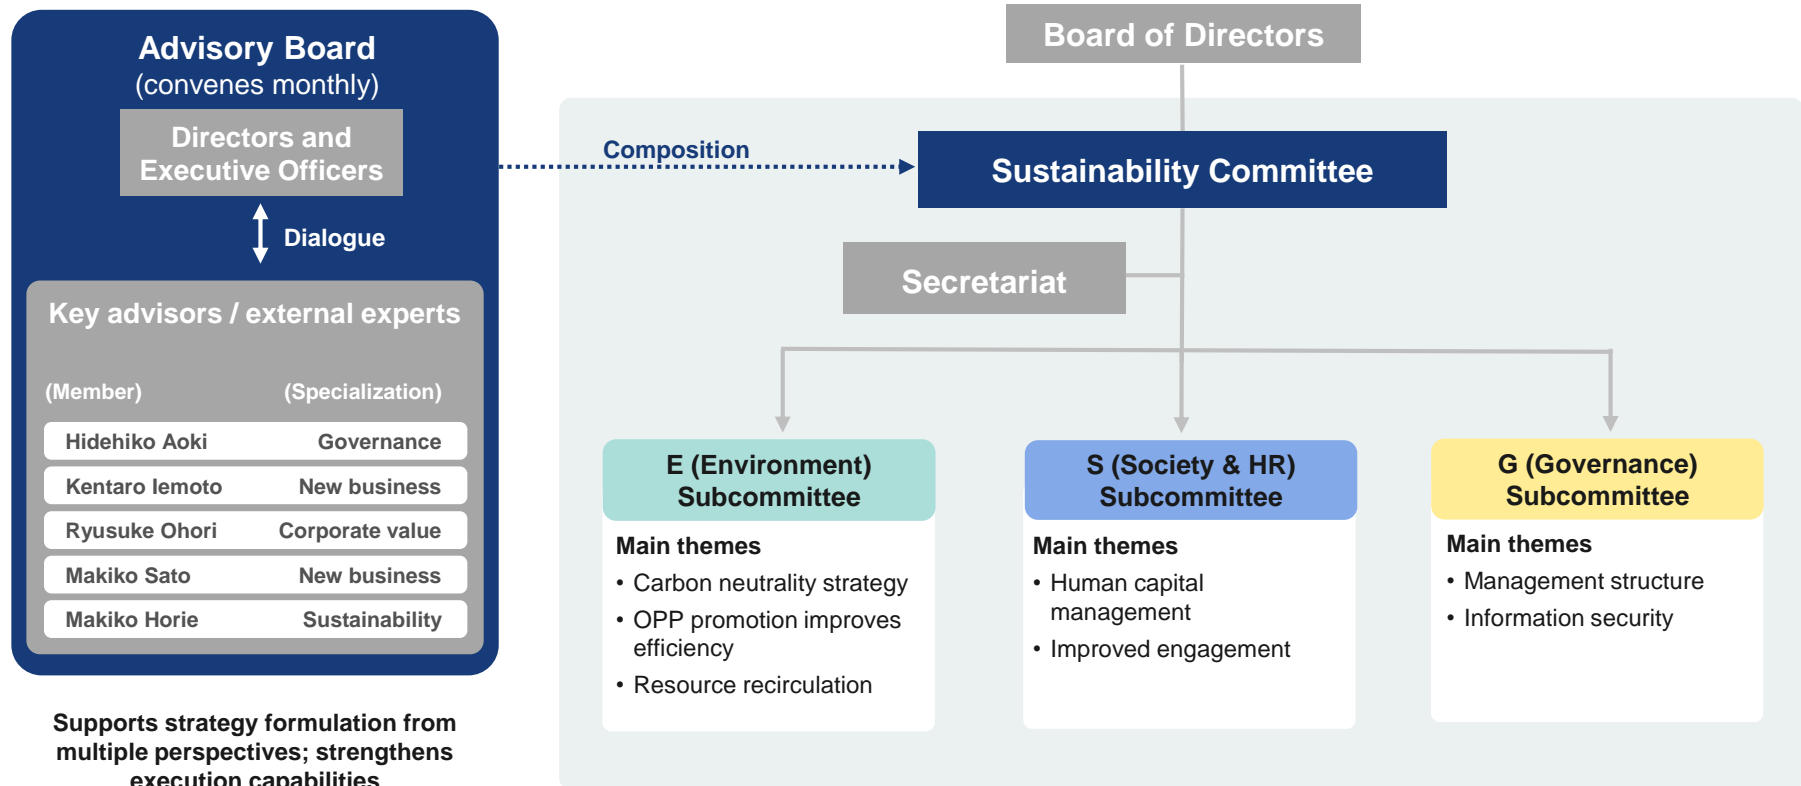 Advisory Board
(convenes monthly)
Directors and
Executive Officers
Dialogue
Key advisors / external experts
(Member) (Specialization)
Hidehiko Aoki Governance
Kentaro Iemoto New business
Ryusuke Ohori Corporate value
Makiko Sato New business
Makiko Horie Sustainability
Supports strategy formulation from
multiple perspectives; strengthens
execution capabilities
Board of Directors
Composition
Sustainability Committee
Secretariat
E (Environment)
Subcommittee
Main themes
• Carbon neutrality strategy
• OPP promotion improves
efficiency
• Resource recirculation
S (Society & HR)
Subcommittee
Main themes
• Human capital
management
• Improved engagement
G (Governance)
Subcommittee
Main themes
• Management structure
• Information security